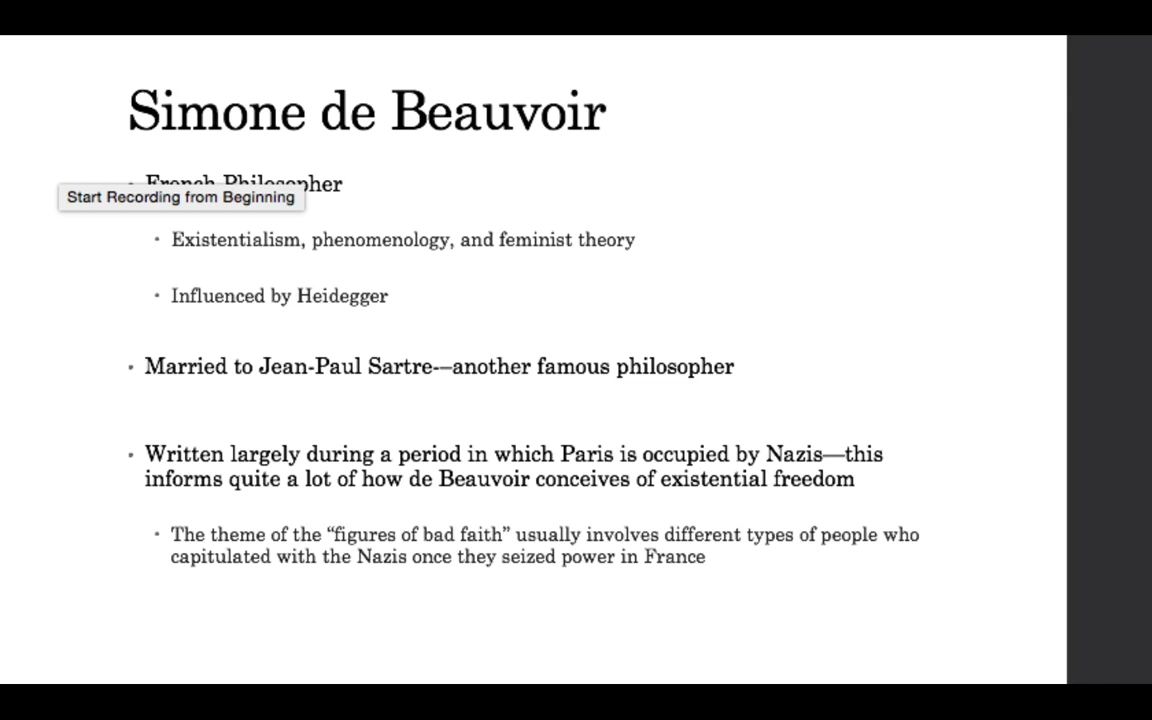 Simone de Beauvoir
French Philosopher
Start Recording from Beginning
Existentialism, phenomenology, and feminist theory
Influenced by Heidegger
Married to Jean-Paul Sartre-–another famous philosopher
Written largely during a period in which Paris is occupied by Nazis—this
informs quite a lot of how de Beauvoir conceives of existential freedom
The theme of the “figures of bad faith” usually involves different types of people who
capitulated with the Nazis once they seized power in France